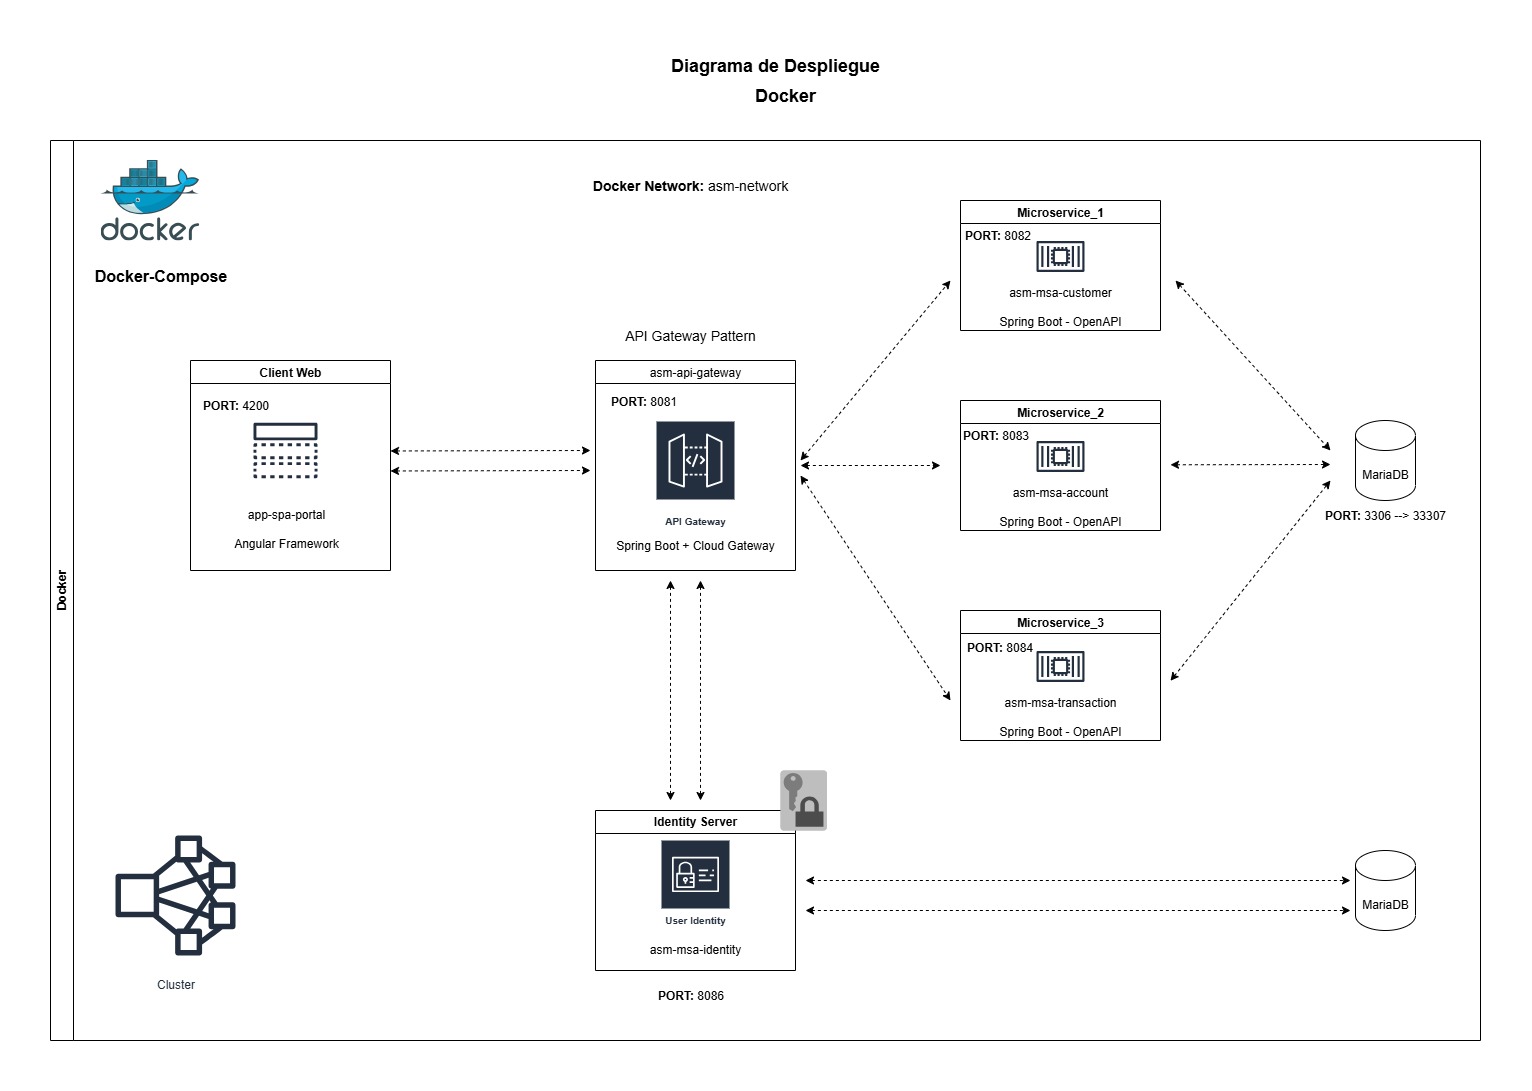 Diagrama de Despliegue
Docker
docker
Docker-Compose
Docker Network: asm-network
Docker
Client Web
PORT: 4200
app-spa-portal
Angular Framework
API Gateway Pattern
asm-api-gateway
PORT: 8081
</>
API Gateway
Spring Boot + Cloud Gateway
Microservice_1
PORT: 8082
asm-msa-customer
Spring Boot - OpenAPI
Microservice_2
PORT: 8083
asm-msa-account
Spring Boot - OpenAPI
Microservice_3
PORT: 8084
asm-msa-transaction
Spring Boot - OpenAPI
MariaDB
PORT: 3306 --> 33307
Identity Server
User Identity
asm-msa-identity
PORT: 8086
MariaDB
Cluster